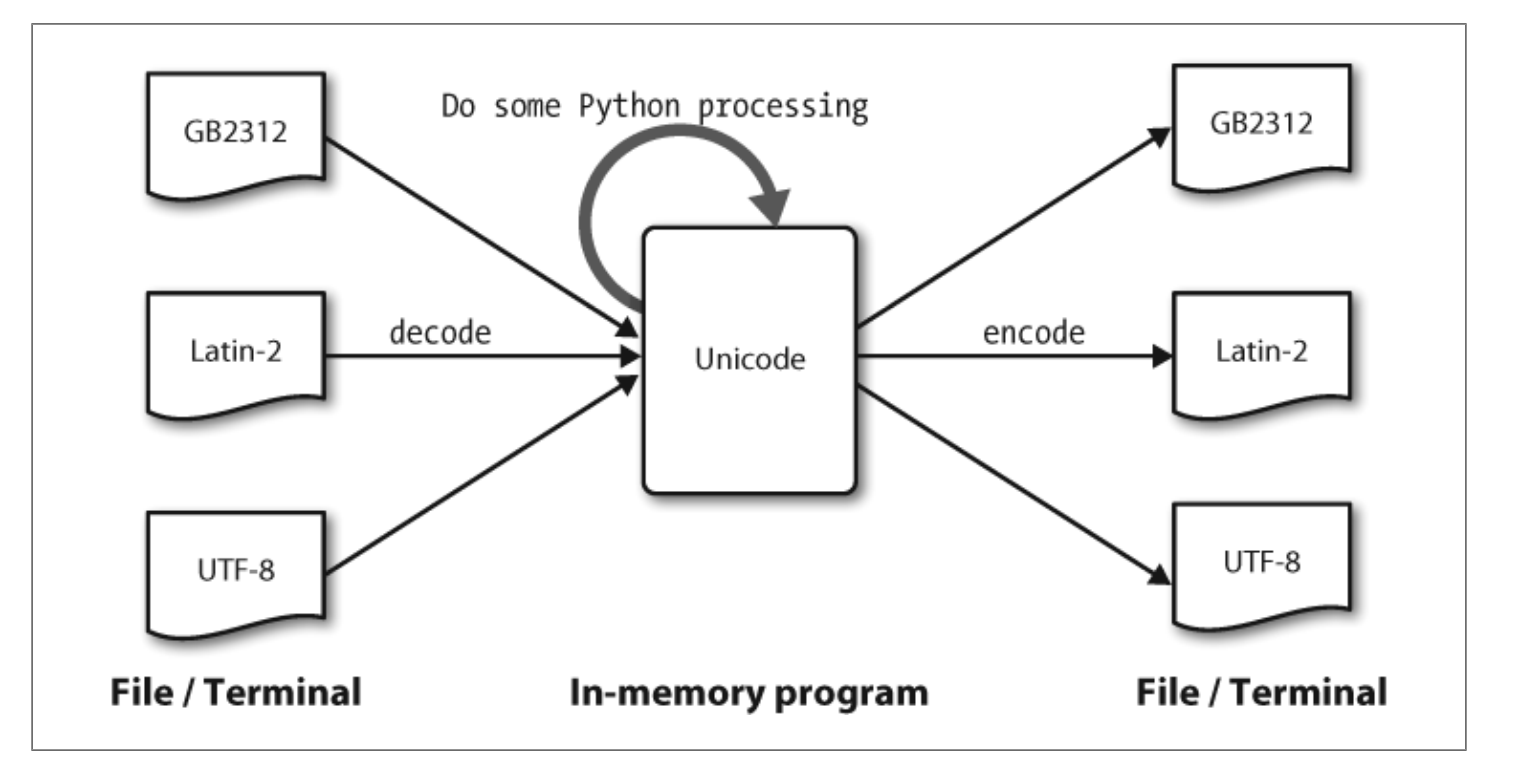 Do some Python processing
GB2312
GB2312
decode
encode
Latin-2
Unicode
Latin-2
UTF-8
UTF-8
File / Terminal
In-memory program
File / Terminal